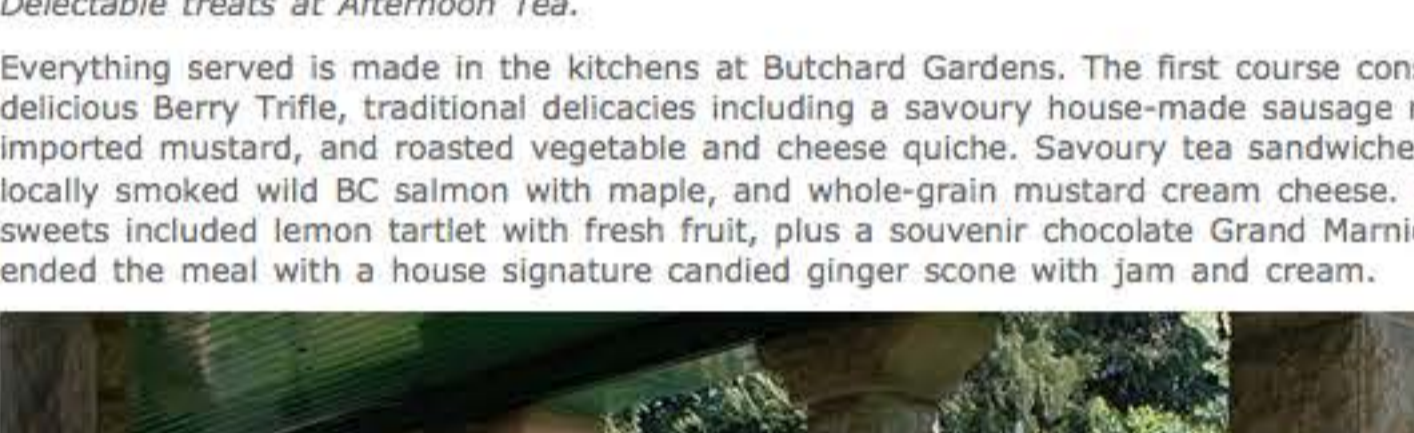 Delectable treats at Afternoon Tea.
Everything served is made in the kitchens at Butchard Gardens. The first course
delicious Berry Trifle, traditional delicacies including a savoury house-made sausage
imported mustard, and roasted vegetable and cheese quiche. Savoury tea
locally smoked wild BC salmon with maple, and whole-grain mustard cream cheese.
sweets included lemon tartlet with fresh fruit, plus a souvenir chocolate Grand
ended the meal with a house signature candied ginger scone with jam and cream.